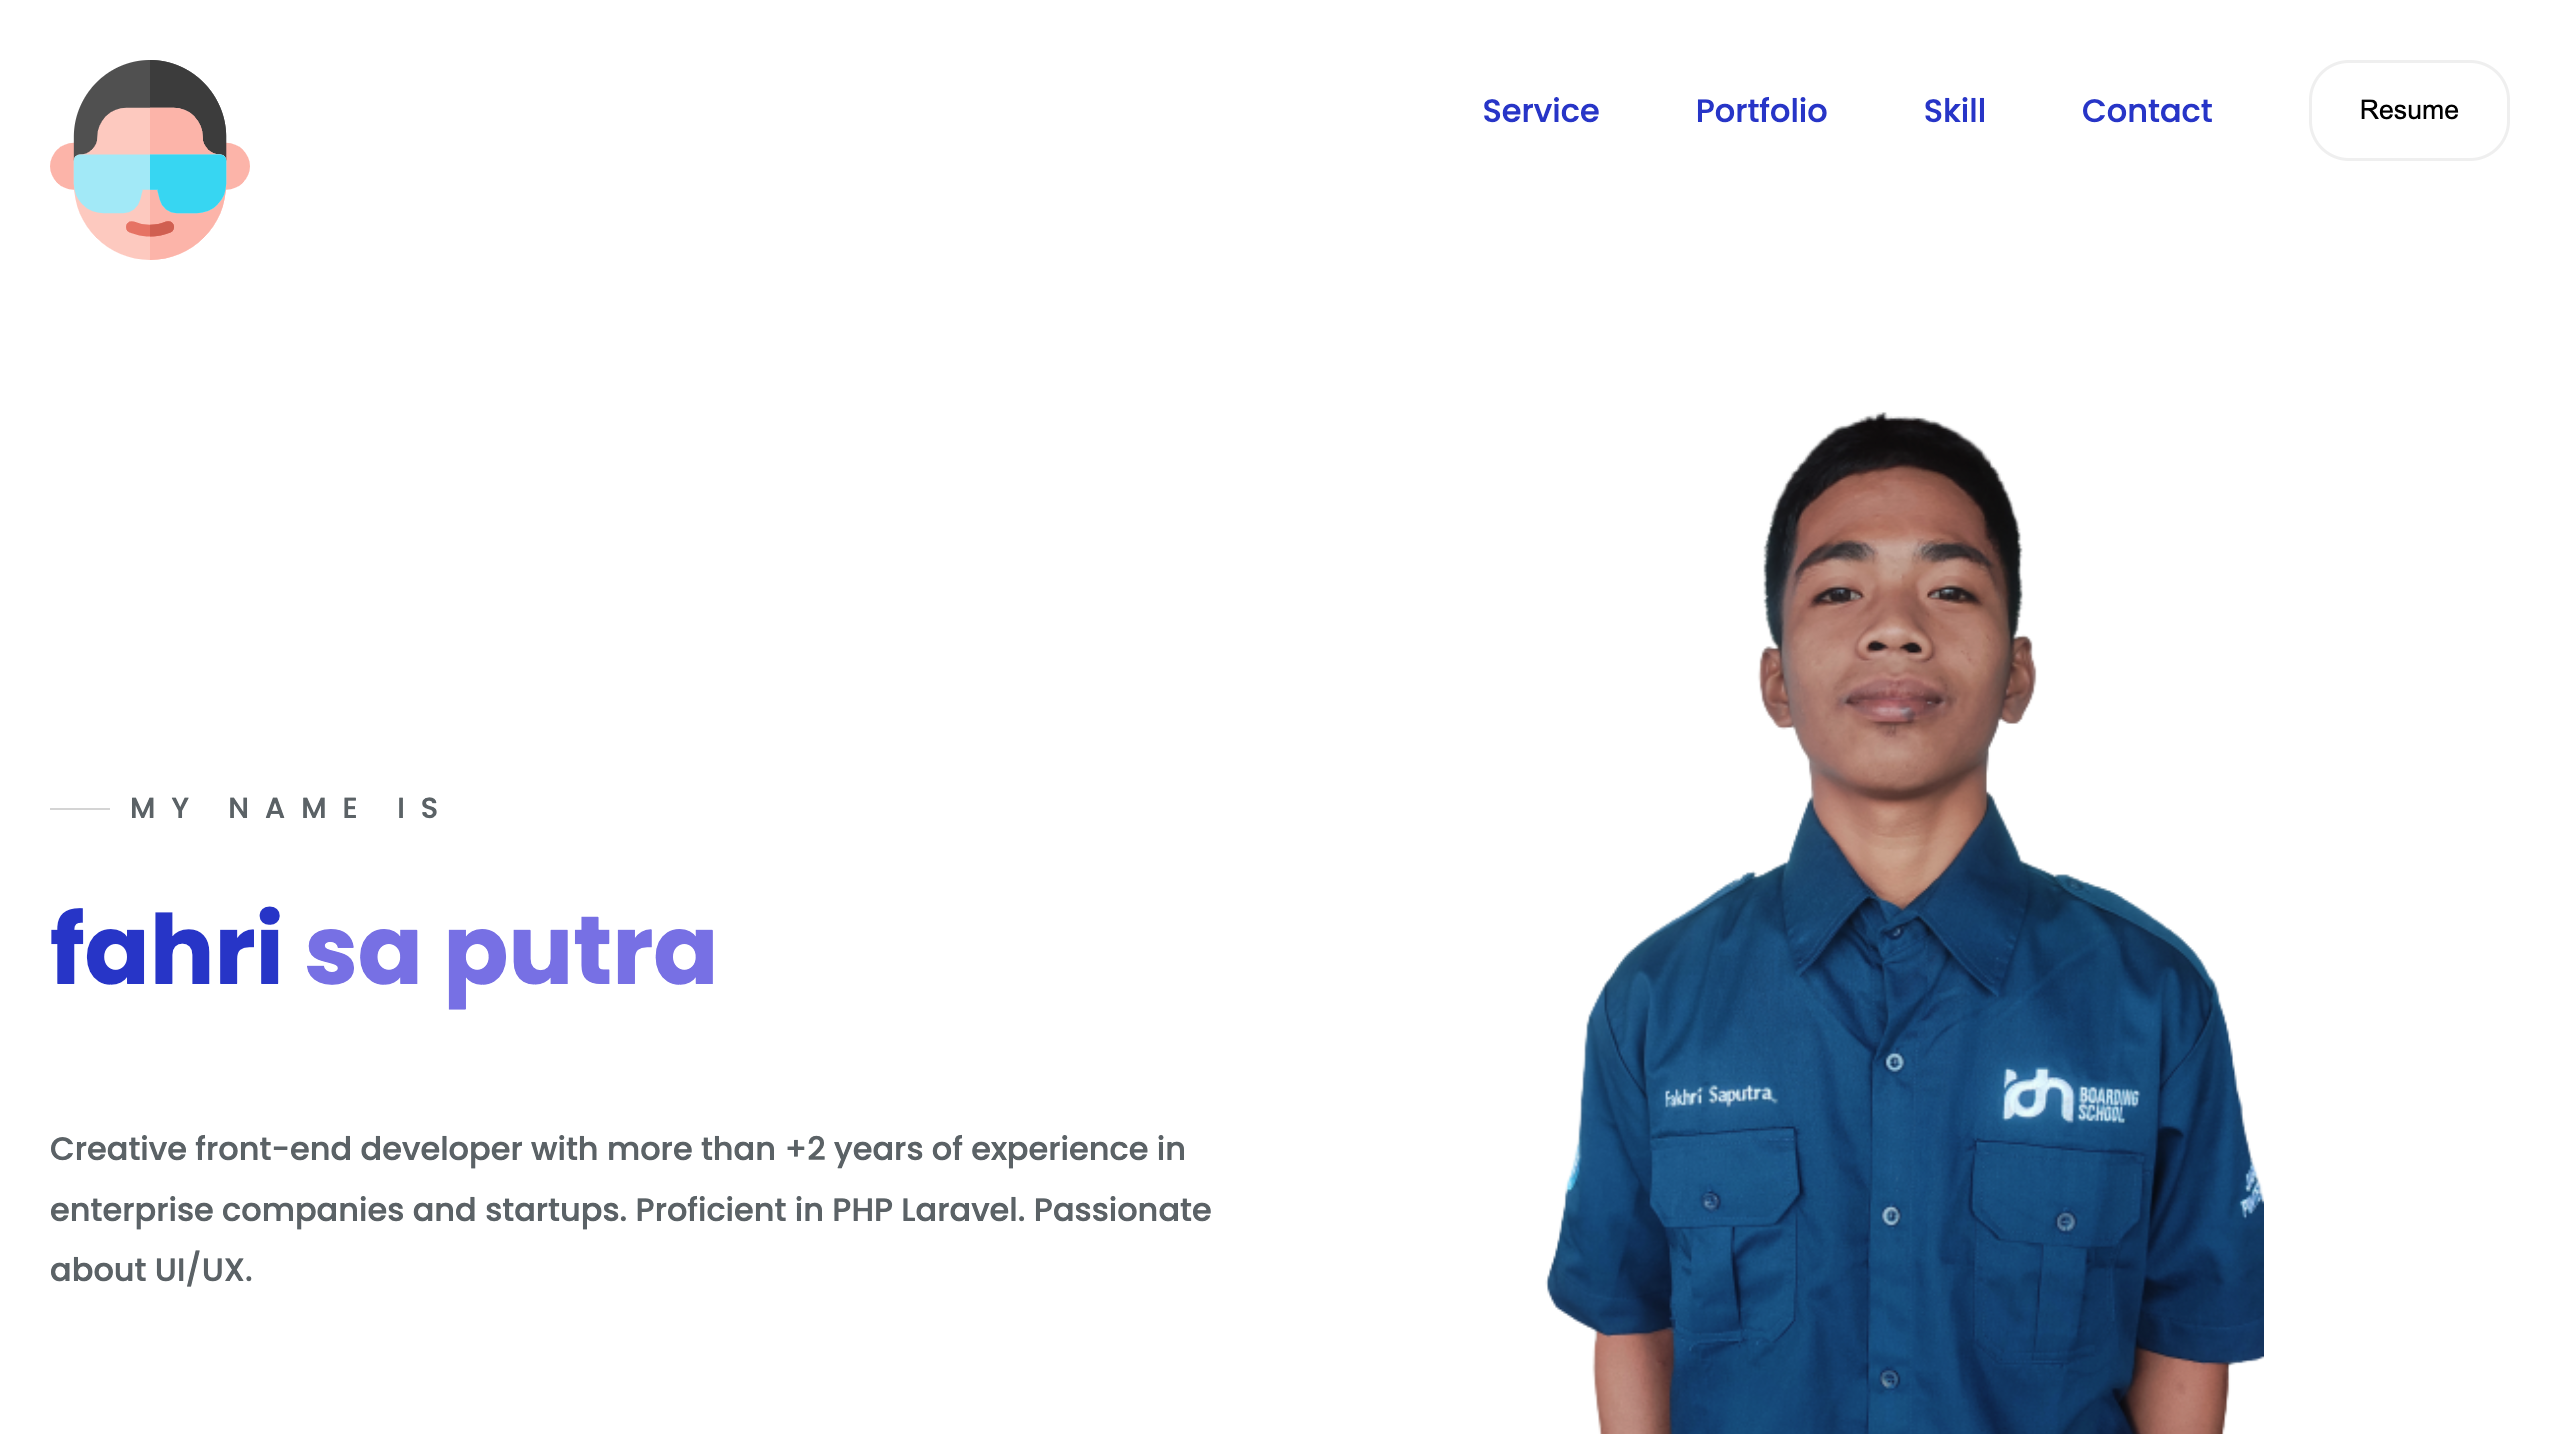 Service Portfolio Skill Contact Resume
MY NAME IS
fahri sa putra
Creative front-end developer with more than +2 years of experience in
enterprise companies and startups. Proficient in PHP Laravel. Passionate
about UI/UX.
Fakhri Saputra
idn BOARDING
SCHOOL